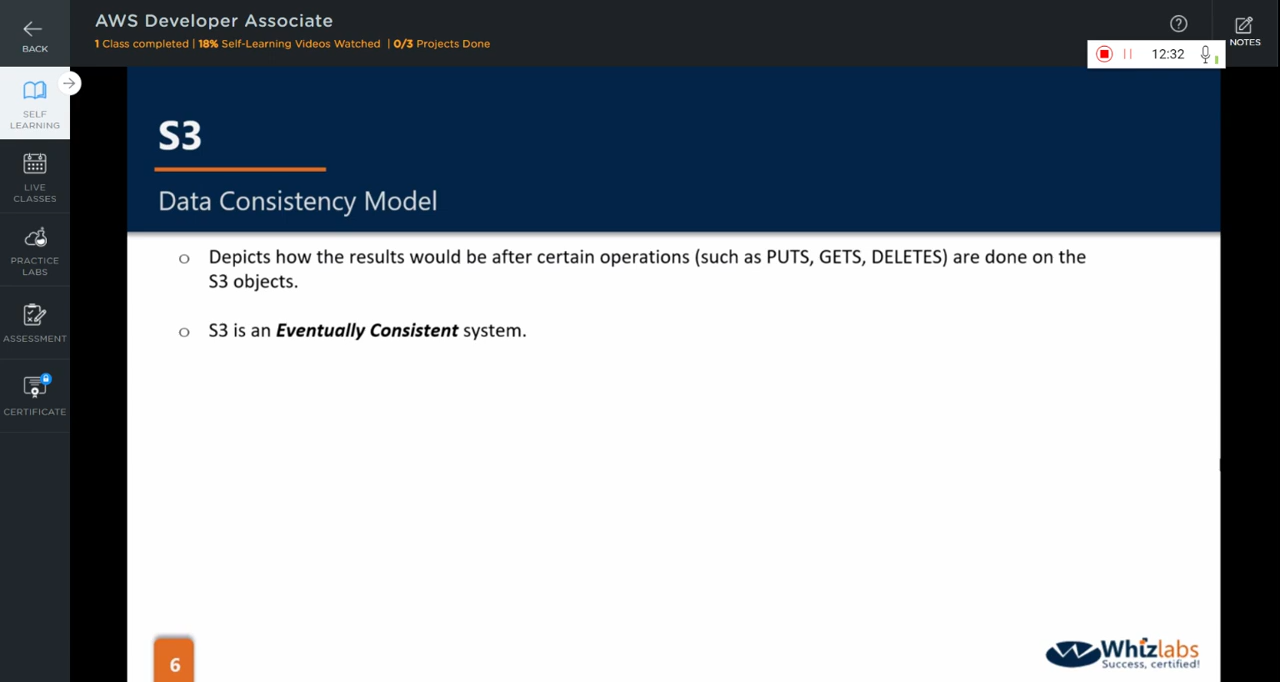 AWS Developer Associate
1 Class completed | 18% Self-Learning Videos Watched | 0/3 Projects Done
BACK
NOTES
12:32
SELF
LEARNING
LIVE
CLASSES
PRACTICE
LABS
ASSESSMENT
CERTIFICATE
S3
Data Consistency Model
o Depicts how the results would be after certain operations (such as PUTS, GETS, DELETES) are done on the
S3 objects.
o S3 is an Eventually Consistent system.
6
Whizlabs
Success, certified!